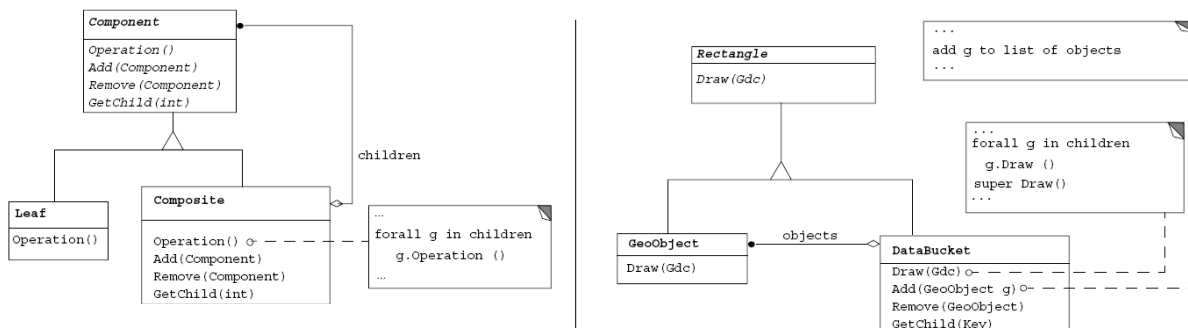 Component
Operation()
Add(Component)
Remove(Component)
GetChild(int)
children
Leaf
Operation()
Composite
Operation()
Add(Component)
Remove(Component)
GetChild(int)
...
forall g in children
g.Operation ()
...
Rectangle
Draw(Gdc)
...
add g to list of objects
...
...
forall g in children
g.Draw ()
super Draw()
...
GeoObject
Draw(Gdc)
objects
DataBucket
Draw(Gdc)
Add(GeoObject g)
Remove(GeoObject)
GetChild(Key)